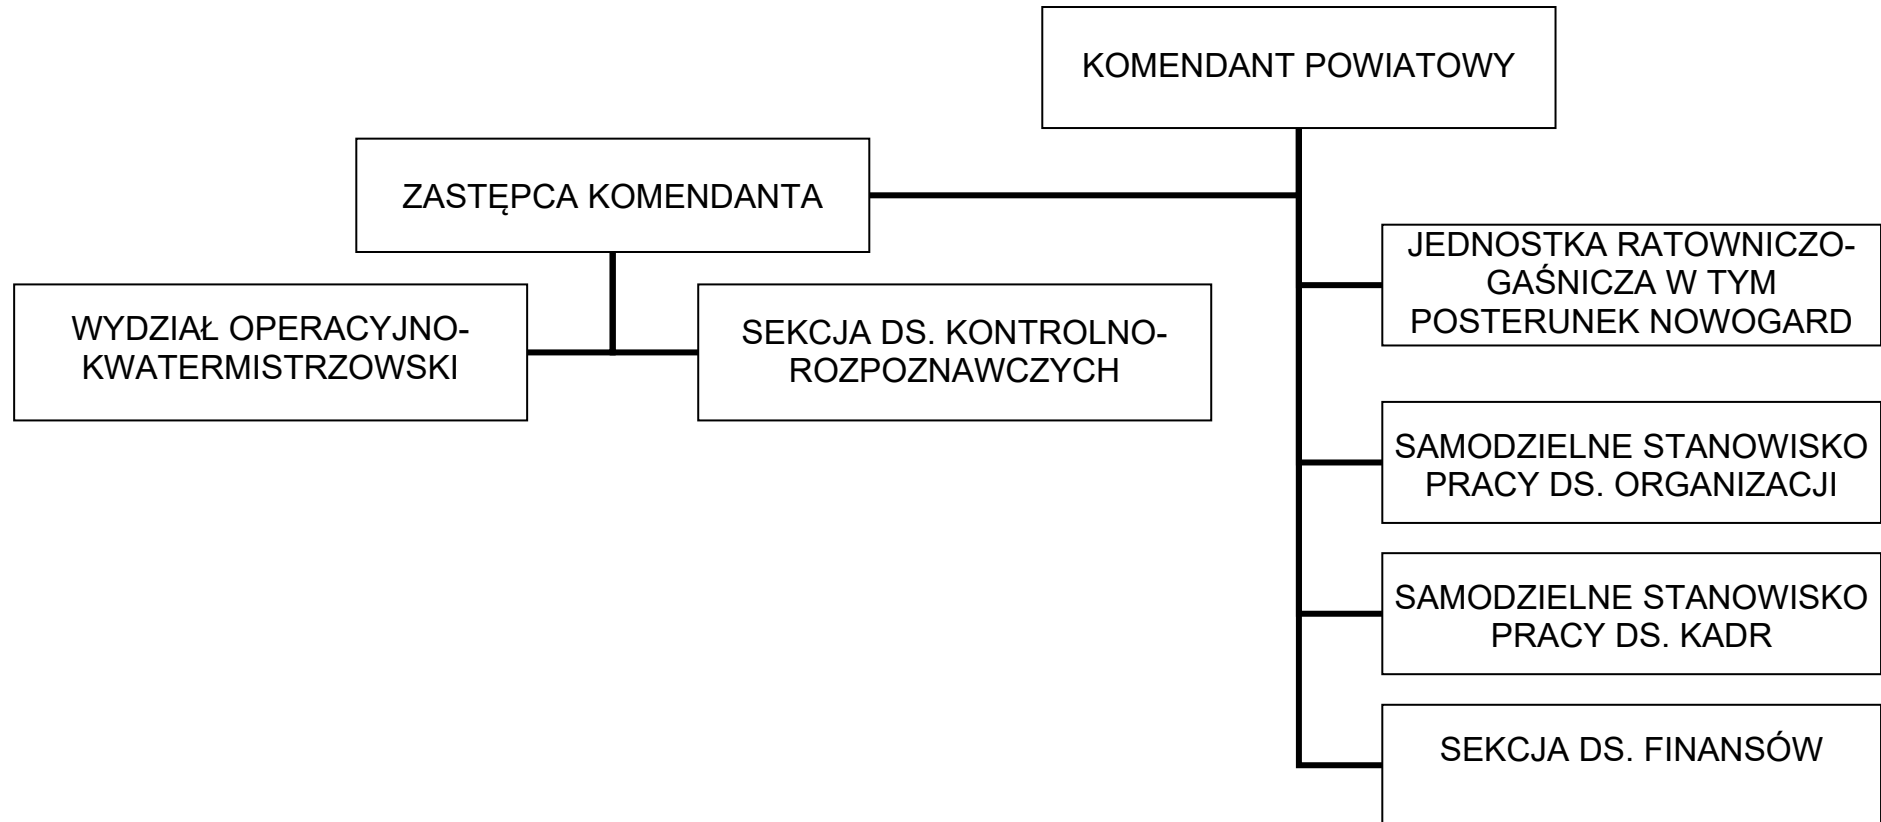 KOMENDANT POWIATOWY
ZASTĘPCA KOMENDANTA
WYDZIAŁ OPERACYJNO-
KWATERMISTRZOWSKI
SEKCJA DS. KONTROLNO-
ROZPOZNAWCZYCH
JEDNOSTKA RATOWNICZO-
GAŚNICZA W TYM
POSTERUNEK NOWOGARD
SAMODZIELNE STANOWISKO
PRACY DS. ORGANIZACJI
SAMODZIELNE STANOWISKO
PRACY DS. KADR
SEKCJA DS. FINANSÓW